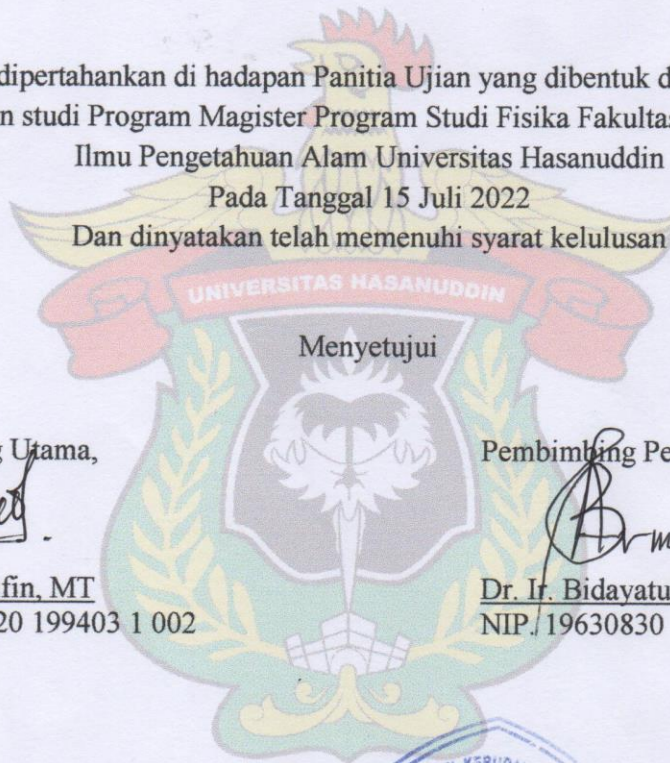 dipertahankan di hadapan Panitia Ujian yang dibentuk d
n studi Program Magister Program Studi Fisika Fakultas
Ilmu Pengetahuan Alam Universitas Hasanuddin
Pada Tanggal 15 Juli 2022
Dan dinyatakan telah memenuhi syarat kelulusan
UNIVERSITAS HASANUDDIN
Menyetujui
g Utama,
Pembimbing Pe
fin, MT
20 199403 1 002
Dr. Ir. Bidayatu
NIP. 19630830